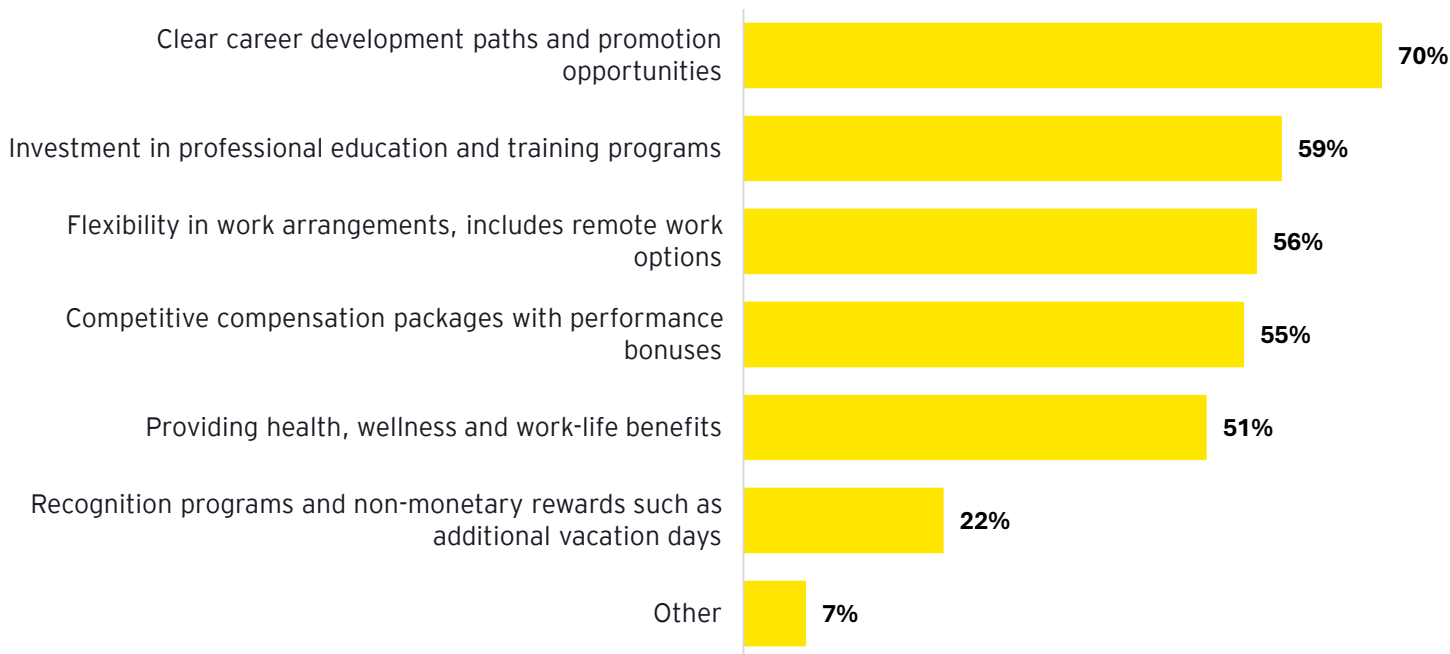 Clear career development paths and promotion
opportunities
70%
Investment in professional education and training programs
59%
Flexibility in work arrangements, includes remote work
options
56%
Competitive compensation packages with performance
bonuses
55%
Providing health, wellness and work-life benefits
51%
Recognition programs and non-monetary rewards such as
additional vacation days
22%
Other
7%